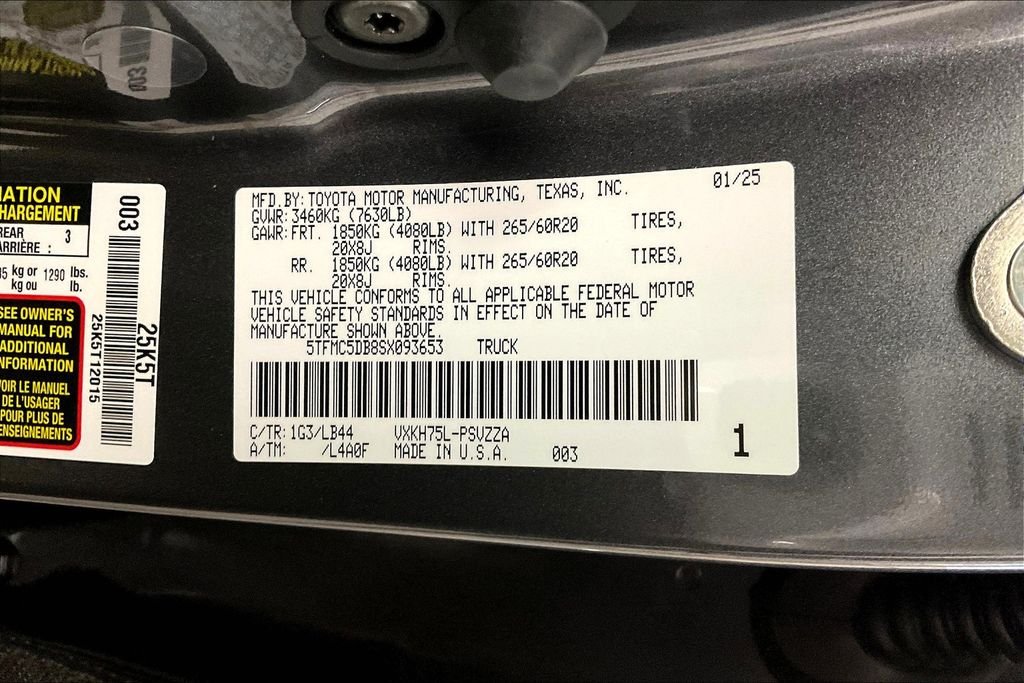 MFD.BY:TOYOTA MOTOR MANUFACTURING, TEXAS, INC. 01/25
GVWR:3460KG (7630LB)
GAWR:FRT. 1850KG (4080LB) WITH 265/60R20 TIRES,
20X8J RIMS.
RR. 1850KG (4080LB) WITH 265/60R20 TIRES,
20X8J RIMS.
THIS VEHICLE CONFORMS TO ALL APPLICABLE FEDERAL MOTOR
VEHICLE SAFETY STANDARDS IN EFFECT ON THE DATE OF
MANUFACTURE SHOWN ABOVE.
5TFMC5DB8SX093653 TRUCK
C/TR:1G3/LB44 VXKH75L-PSVZZA
A/TM: /L4A0F MADE IN U.S.A. 003
1
REAR 3
ARRIÈRE :
kg or 1290 lbs.
kg ou lb.
SEE OWNER'S
MANUAL FOR
ADDITIONAL
INFORMATION
VOIR LE MANUEL
DE L'USAGER
POUR PLUS DE
RENSEIGNEMENTS
003
25K5T12015
25K5T
003